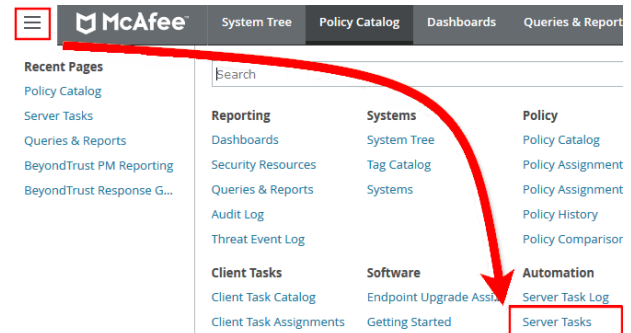 McAfee
System Tree
Policy Catalog
Dashboards
Queries & Report
Recent Pages
Policy Catalog
Server Tasks
Queries & Reports
BeyondTrust PM Reporting
BeyondTrust Response G...
Search
Reporting
Dashboards
Security Resources
Queries & Reports
Audit Log
Threat Event Log
Systems
System Tree
Tag Catalog
Systems
Policy
Policy Catalog
Policy Assignment
Policy Assignment
Policy History
Policy Comparison
Client Tasks
Client Task Catalog
Client Task Assignments
Software
Endpoint Upgrade Assi...
Getting Started
Automation
Server Task Log
Server Tasks